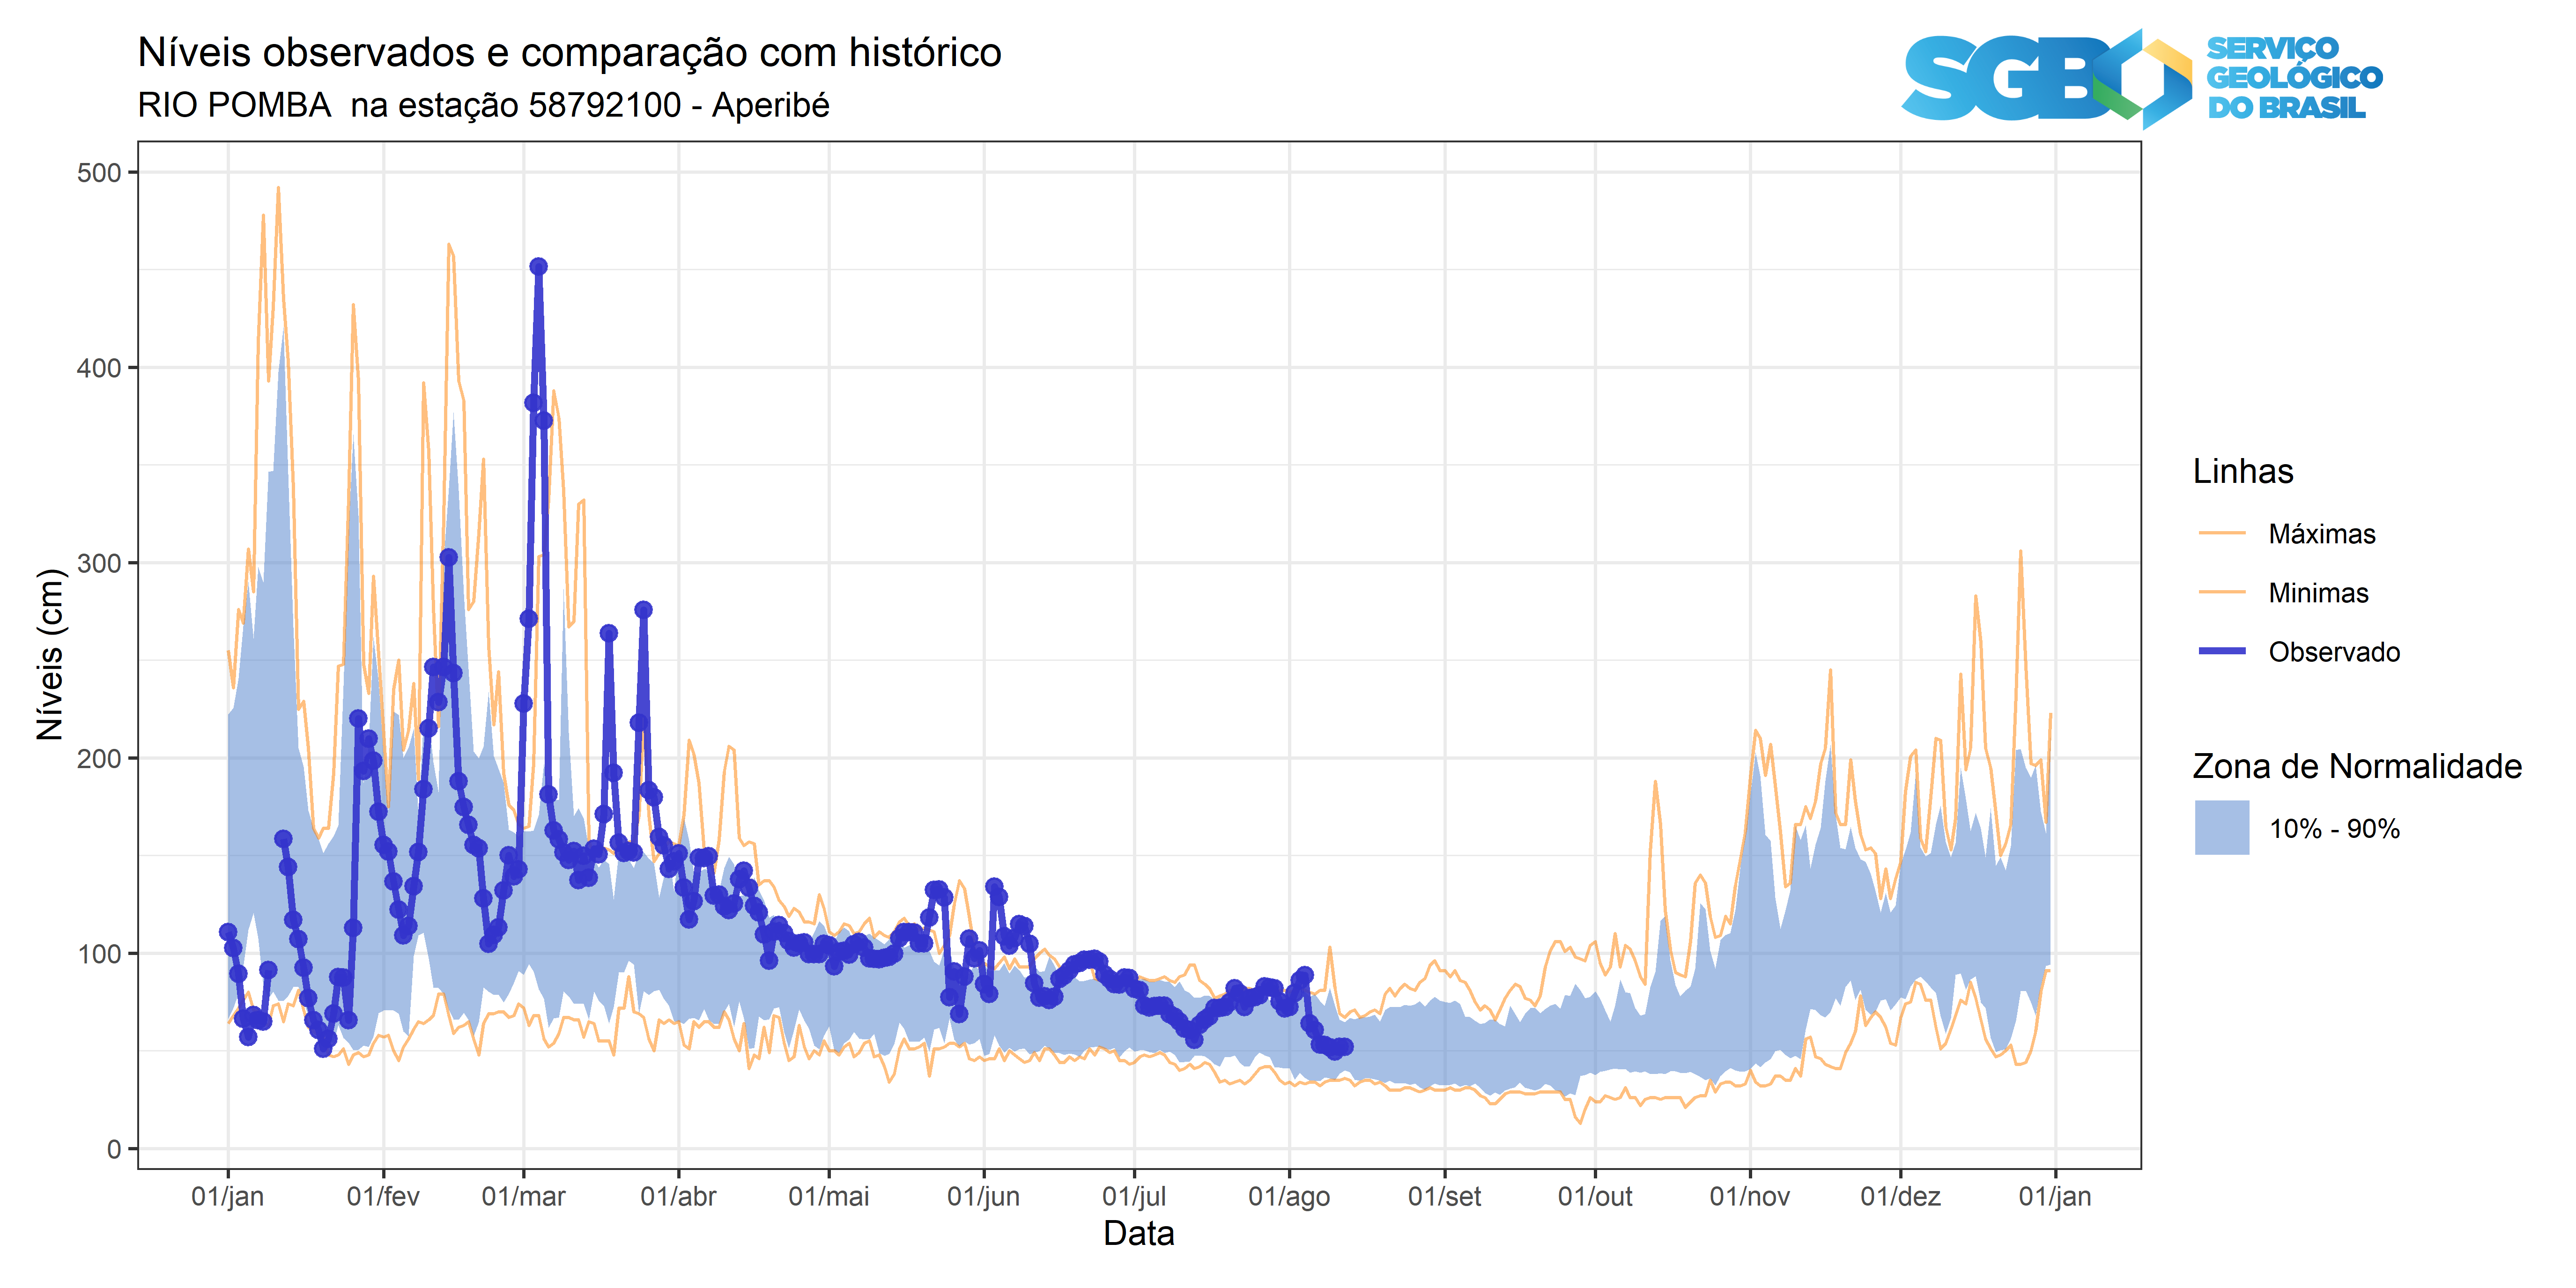 Níveis observados e comparação com histórico
RIO POMBA  na estação 58792100 - Aperibé
SGB
SERVIÇO
GEOLÓGICO
DO BRASIL
500
400
300
200
100
0
Níveis (cm)
01/jan
01/fev
01/mar
01/abr
01/mai
01/jun
01/jul
01/ago
01/set
01/out
01/nov
01/dez
01/jan
Data
Linhas
Máximas
Minimas
Observado
Zona de Normalidade
10% - 90%